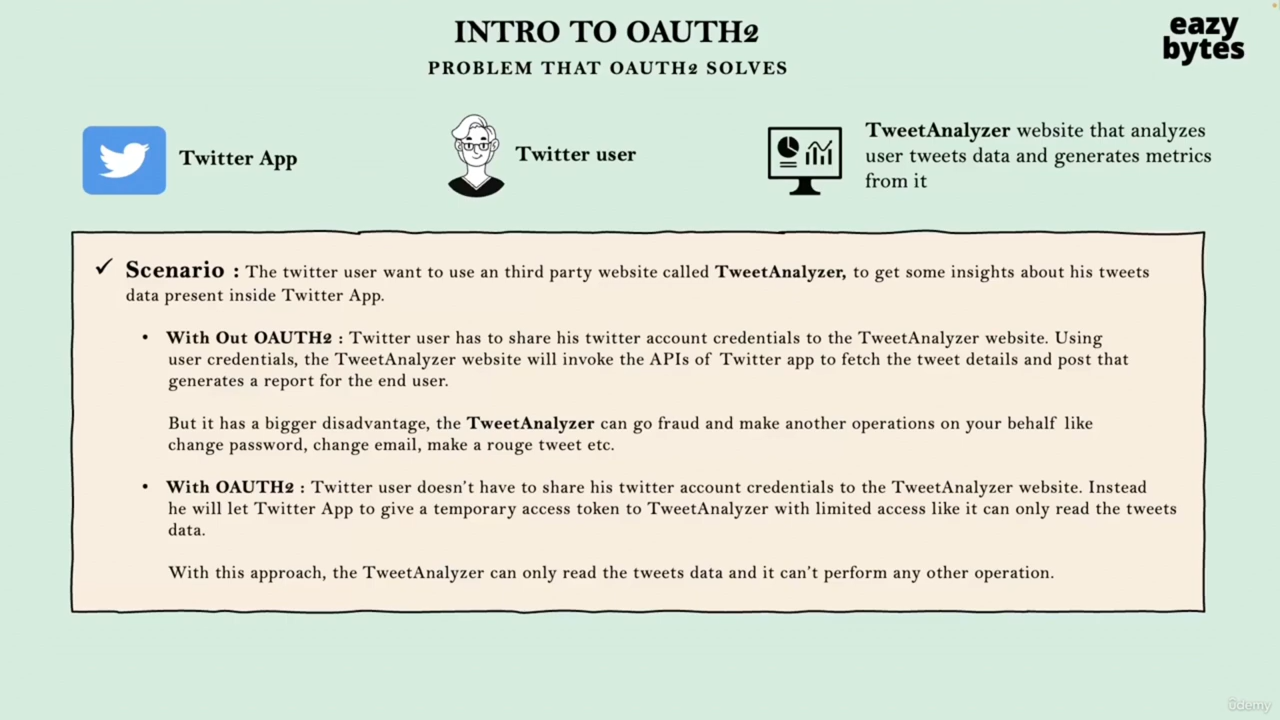 INTRO TO OAUTH2
PROBLEM THAT OAUTH2 SOLVES
eazy
bytes
Twitter App
Twitter user
TweetAnalyzer website that analyzes
user tweets data and generates metrics
from it
✓ Scenario : The twitter user want to use an third party website called TweetAnalyzer, to get some insights about his tweets
data present inside Twitter App.
• With Out OAUTH2 : Twitter user has to share his twitter account credentials to the TweetAnalyzer website. Using
user credentials, the TweetAnalyzer website will invoke the APIs of Twitter app to fetch the tweet details and post that
generates a report for the end user.
But it has a bigger disadvantage, the TweetAnalyzer can go fraud and make another operations on your behalf like
change password, change email, make a rouge tweet etc.
• With OAUTH2 : Twitter user doesn't have to share his twitter account credentials to the TweetAnalyzer website. Instead
he will let Twitter App to give a temporary access token to TweetAnalyzer with limited access like it can only read the tweets
data.
With this approach, the TweetAnalyzer can only read the tweets data and it can't perform any other operation.
ûdemy